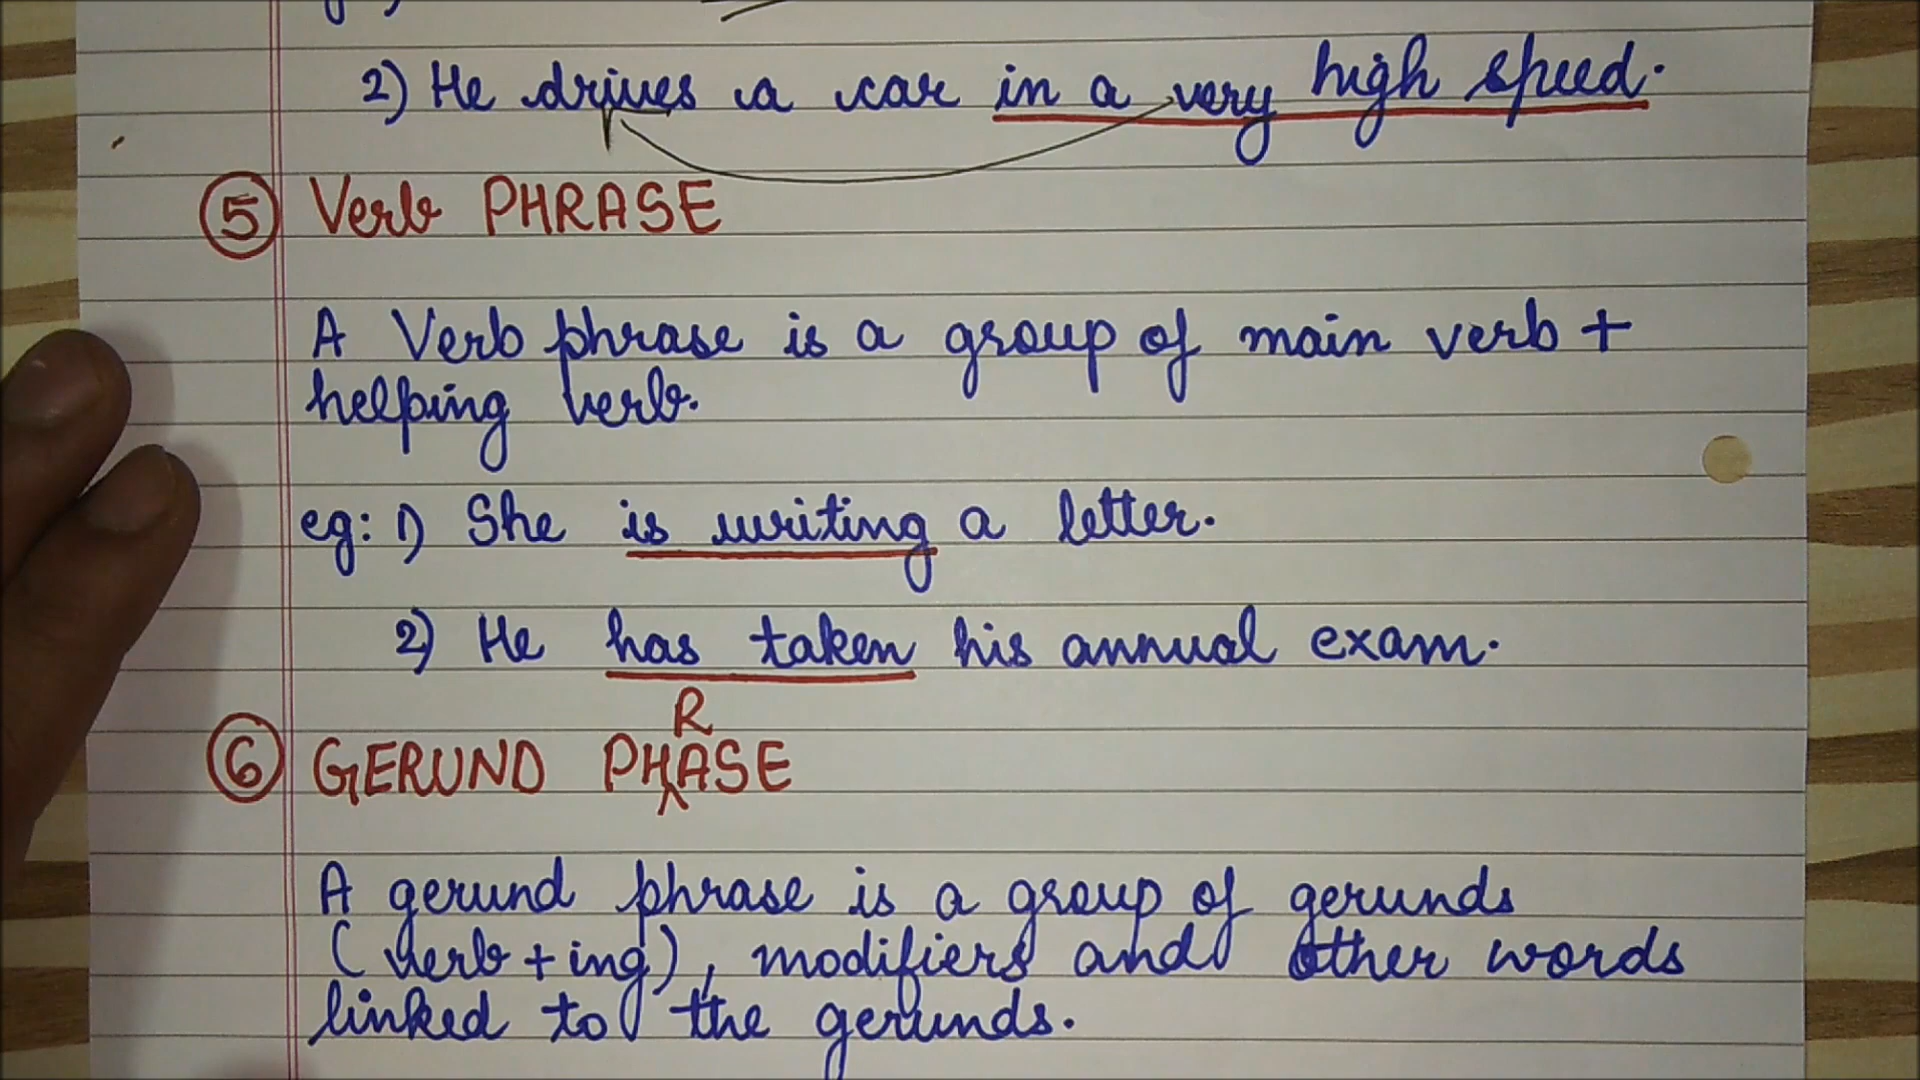 2) He drives a car in a very high speed.
5 Verb PHRASE
A Verb phrase is a group of main verb +
helping verb.
eg: 1) She is writing a letter.
2) He has taken his annual exam.
6 GERUND PHRASE
A gerund phrase is a group of gerunds
(verb + ing), modifiers and other words
linked to the gerunds.